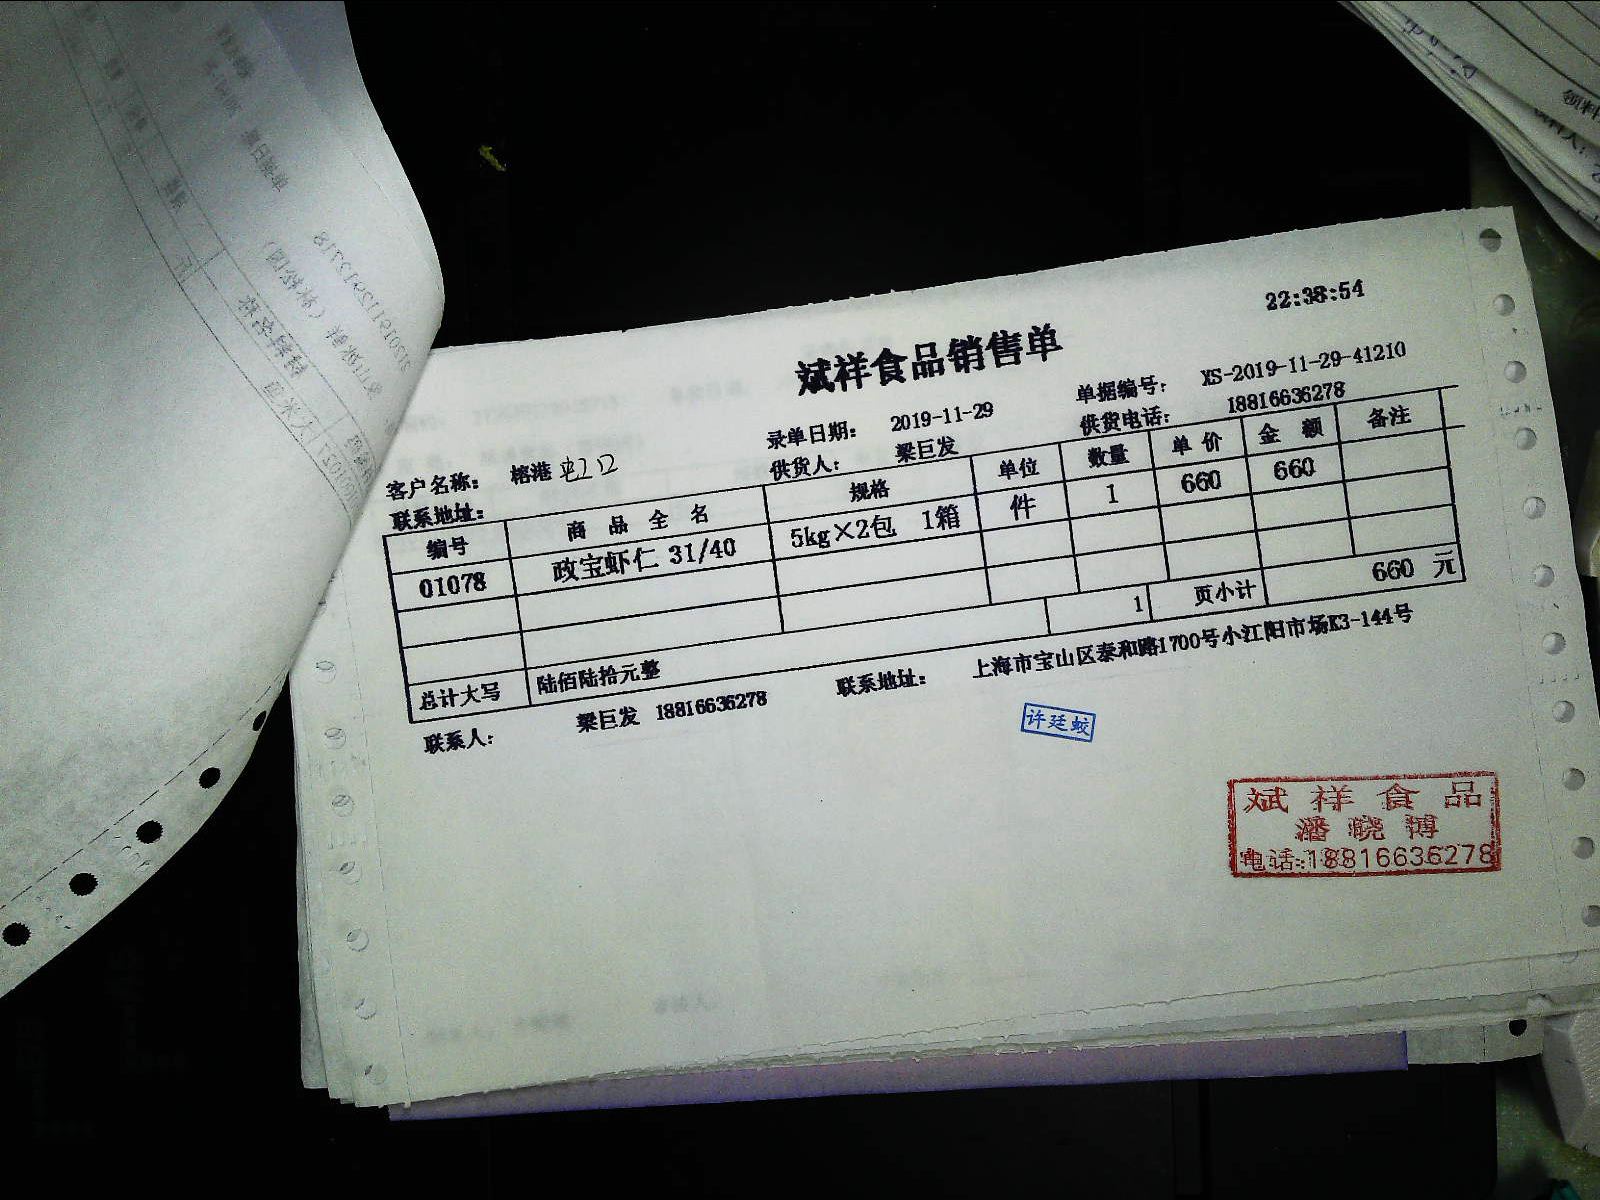 22:38:54
斌祥食品销售单
录单日期： 2019-11-29 单据编号： XS-2019-11-29-41210
客户名称： 榕港 虹口 供货人： 梁巨发 供货电话： 18816636278
联系地址：
编号 商品全名 规格 单位 数量 单价 金额 备注
01078 政宝虾仁 31/40 5kg×2包 1箱 件 1 660 660
1 页小计 660 元
总计大写 陆佰陆拾元整
联系人： 梁巨发 18816636278 联系地址： 上海市宝山区泰和路1700号小江阳市场K3-144号
许廷蛟
斌祥食品
潘晓博
电话:18816636278